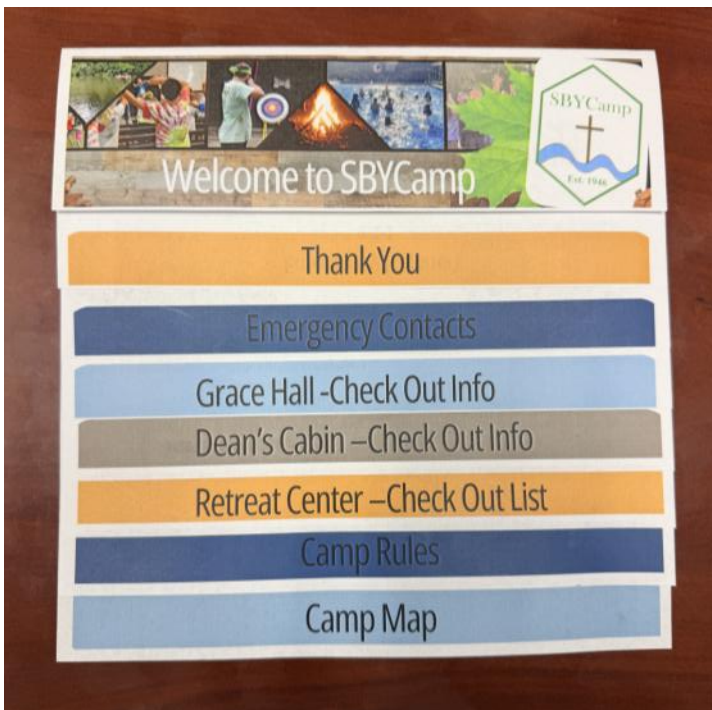 Welcome to SBYCamp
SBYCamp
Est. 1946
Thank You
Emergency Contacts
Grace Hall -Check Out Info
Dean's Cabin –Check Out Info
Retreat Center –Check Out List
Camp Rules
Camp Map